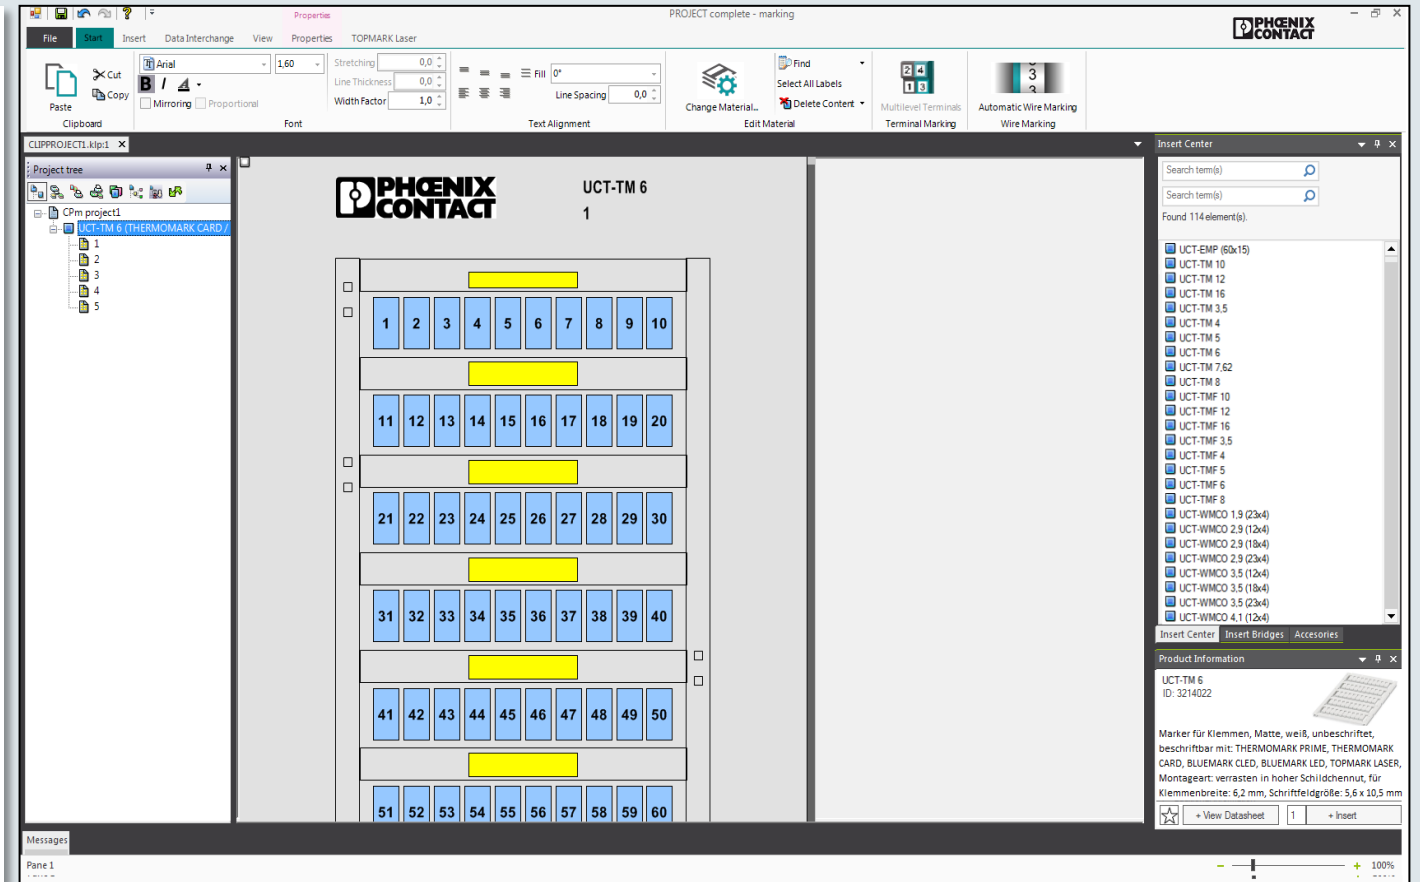 Properties
PROJECT complete - marking
PHŒNIX
CONTACT
File Start Insert Data Interchange View Properties TOPMARK Laser
Paste
Cut
Copy
Clipboard
Arial 1,60
B I A
Mirroring Proportional
Font
Stretching 0,0
Line Thickness 0,0
Width Factor 1,0
Fill 0°
Line Spacing 0,0
Text Alignment
Change Material...
Find
Select All Labels
Delete Content
Edit Material
2 4
1 3
Multilevel Terminals
Terminal Marking
3
3
Automatic Wire Marking
Wire Marking
CLIPPROJECT1.klp:1
Project tree
CPm project1
UCT-TM 6 (THERMOMARK CARD /
1
2
3
4
5
PHŒNIX
CONTACT
UCT-TM 6
1
1 2 3 4 5 6 7 8 9 10
11 12 13 14 15 16 17 18 19 20
21 22 23 24 25 26 27 28 29 30
31 32 33 34 35 36 37 38 39 40
41 42 43 44 45 46 47 48 49 50
51 52 53 54 55 56 57 58 59 60
Insert Center
Search term(s)
Search term(s)
Found 114 element(s).
UCT-EMP (60x15)
UCT-TM 10
UCT-TM 12
UCT-TM 16
UCT-TM 3,5
UCT-TM 4
UCT-TM 5
UCT-TM 6
UCT-TM 7,62
UCT-TM 8
UCT-TMF 10
UCT-TMF 12
UCT-TMF 16
UCT-TMF 3,5
UCT-TMF 4
UCT-TMF 5
UCT-TMF 6
UCT-TMF 8
UCT-WMCO 1,9 (23x4)
UCT-WMCO 2,9 (12x4)
UCT-WMCO 2,9 (18x4)
UCT-WMCO 2,9 (23x4)
UCT-WMCO 3,5 (12x4)
UCT-WMCO 3,5 (18x4)
UCT-WMCO 3,5 (23x4)
UCT-WMCO 4,1 (12x4)
Insert Center Insert Bridges Accesories
Product Information
UCT-TM 6
ID: 3214022
Marker für Klemmen, Matte, weiß, unbeschriftet,
beschriftbar mit: THERMOMARK PRIME, THERMOMARK
CARD, BLUEMARK CLED, BLUEMARK LED, TOPMARK LASER,
Montageart: verrasten in hoher Schildchennut, für
Klemmenbreite: 6,2 mm, Schriftfeldgröße: 5,6 x 10,5 mm
+ View Datasheet 1 + Insert
Messages
Pane 1
100%